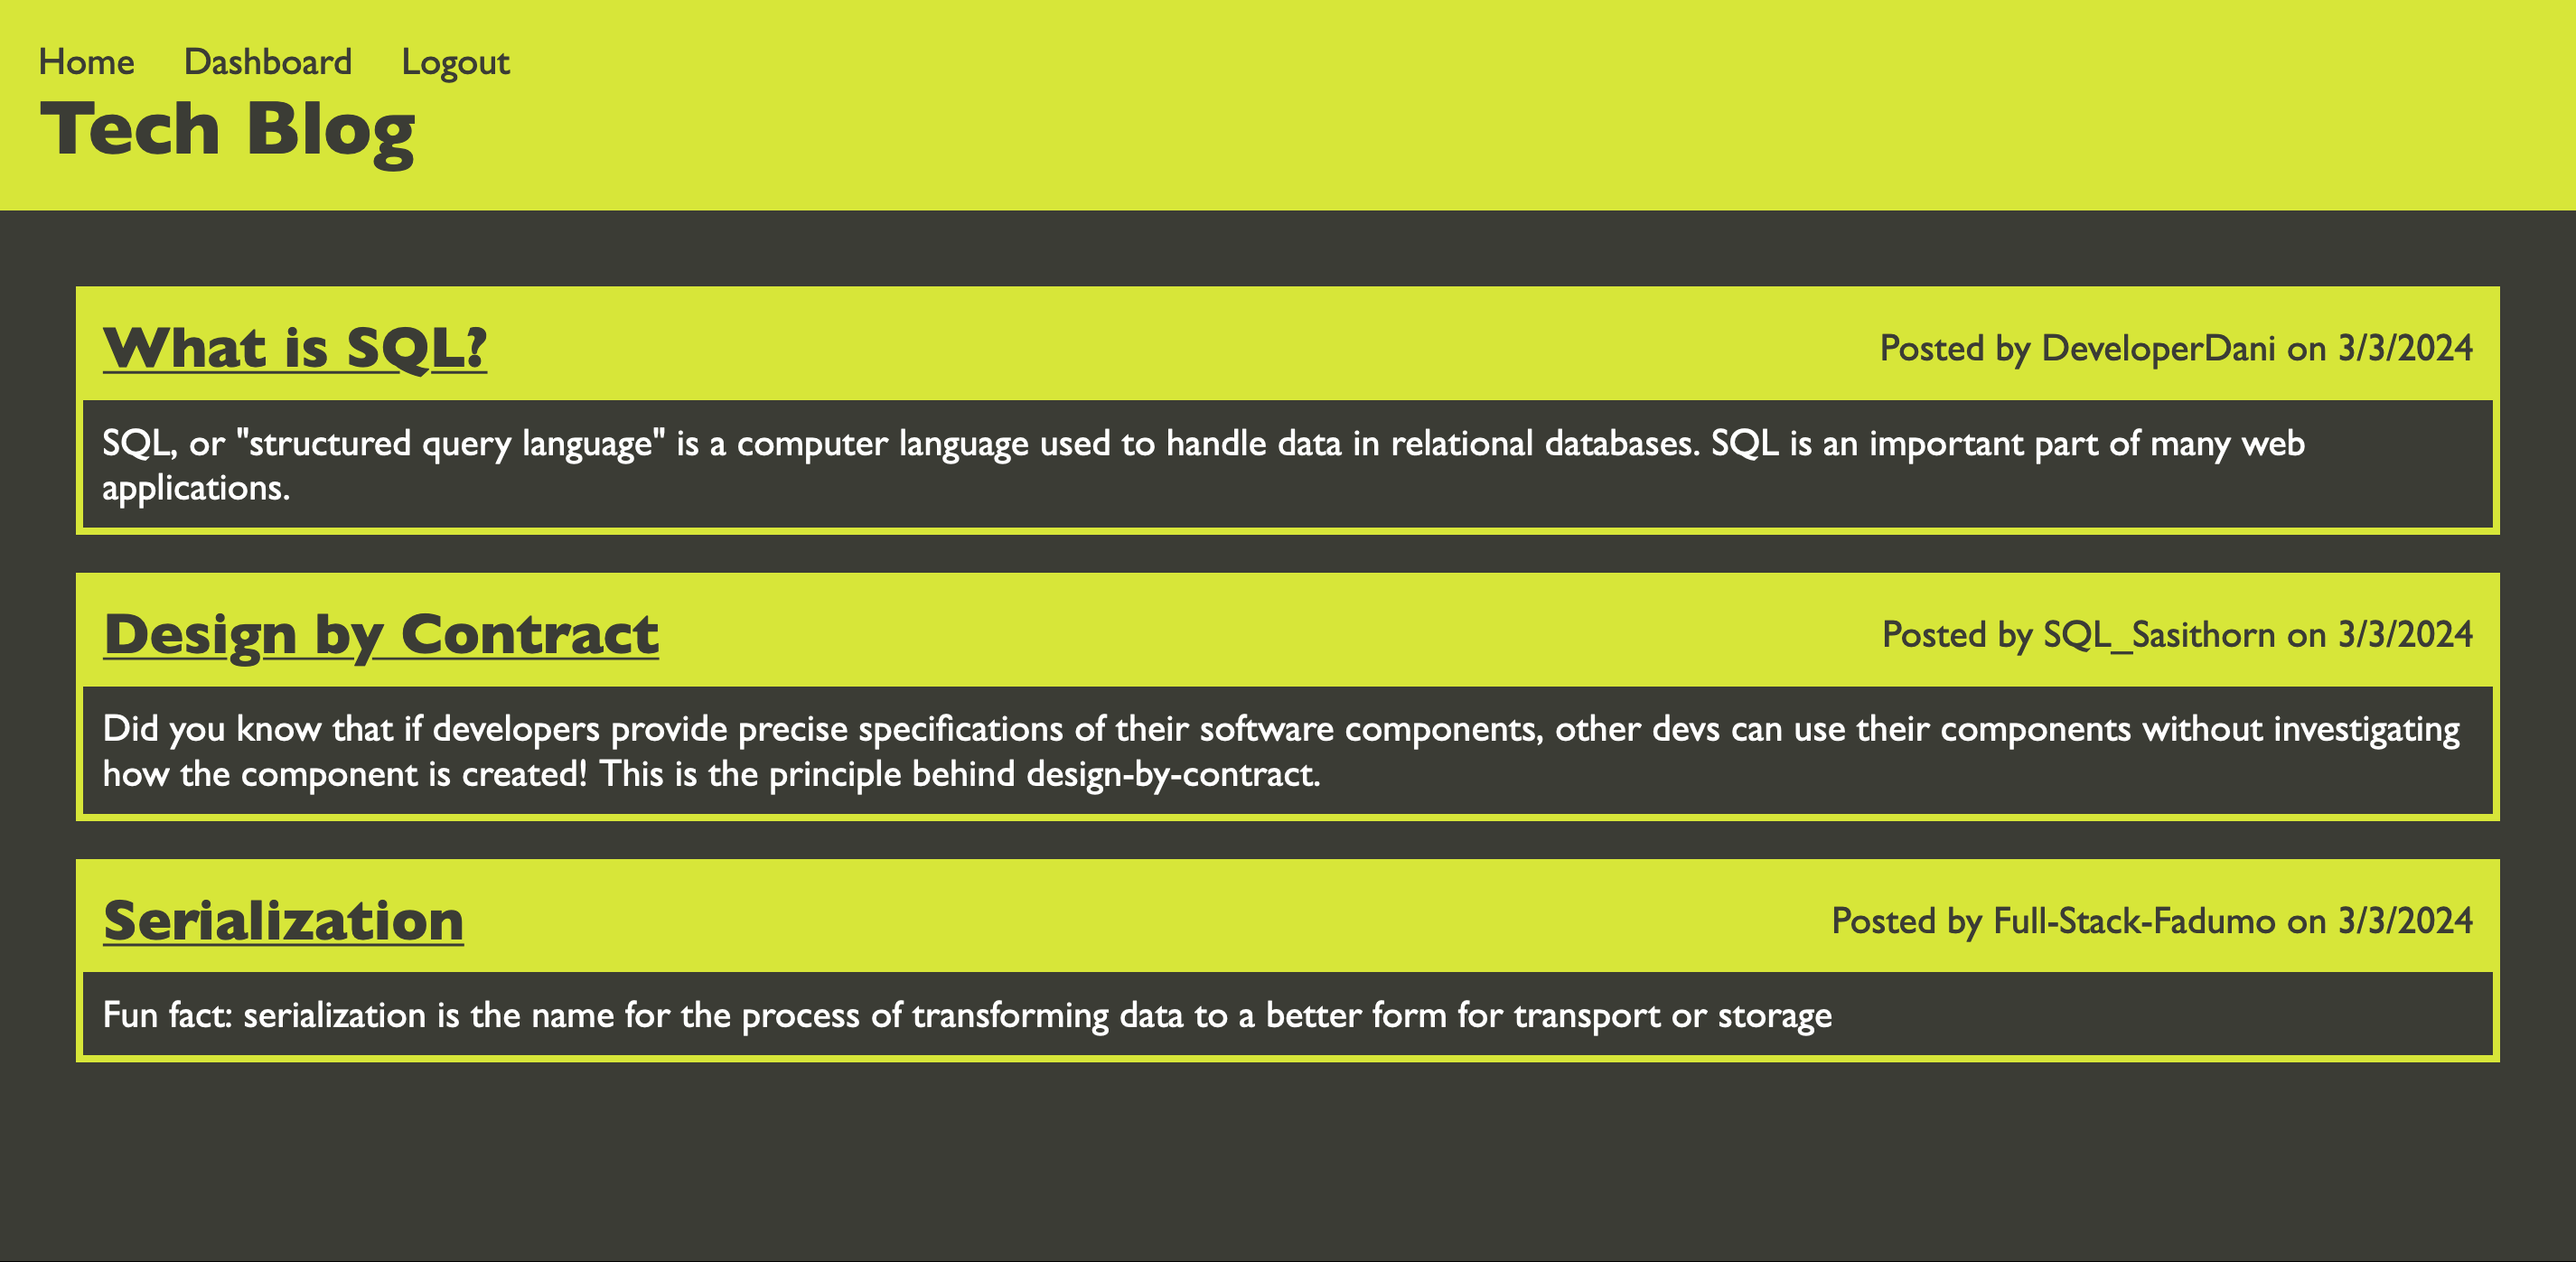 Home Dashboard Logout
Tech Blog
What is SQL? Posted by DeveloperDani on 3/3/2024
SQL, or "structured query language" is a computer language used to handle data in relational databases. SQL is an important part of many web
applications.
Design by Contract Posted by SQL_Sasithorn on 3/3/2024
Did you know that if developers provide precise specifications of their software components, other devs can use their components without investigating
how the component is created! This is the principle behind design-by-contract.
Serialization Posted by Full-Stack-Fadumo on 3/3/2024
Fun fact: serialization is the name for the process of transforming data to a better form for transport or storage